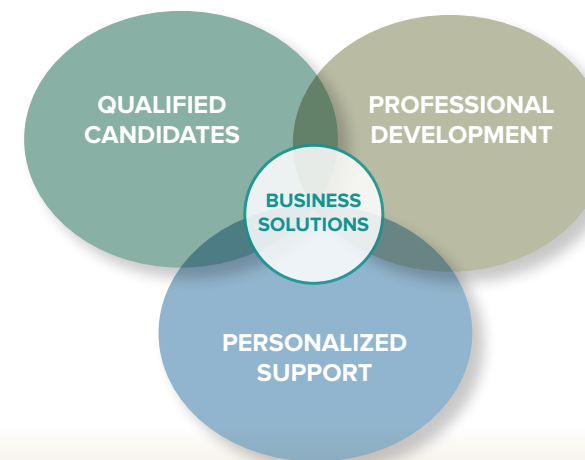 QUALIFIED
CANDIDATES
PROFESSIONAL
DEVELOPMENT
BUSINESS
SOLUTIONS
PERSONALIZED
SUPPORT